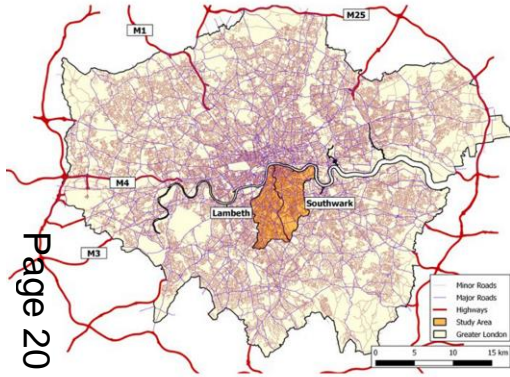 M1
M25
M4
Lambeth
Southwark
M3
Page 20
Minor Roads
Major Roads
Highways
Study Area
Greater London
0 5 10 15 km